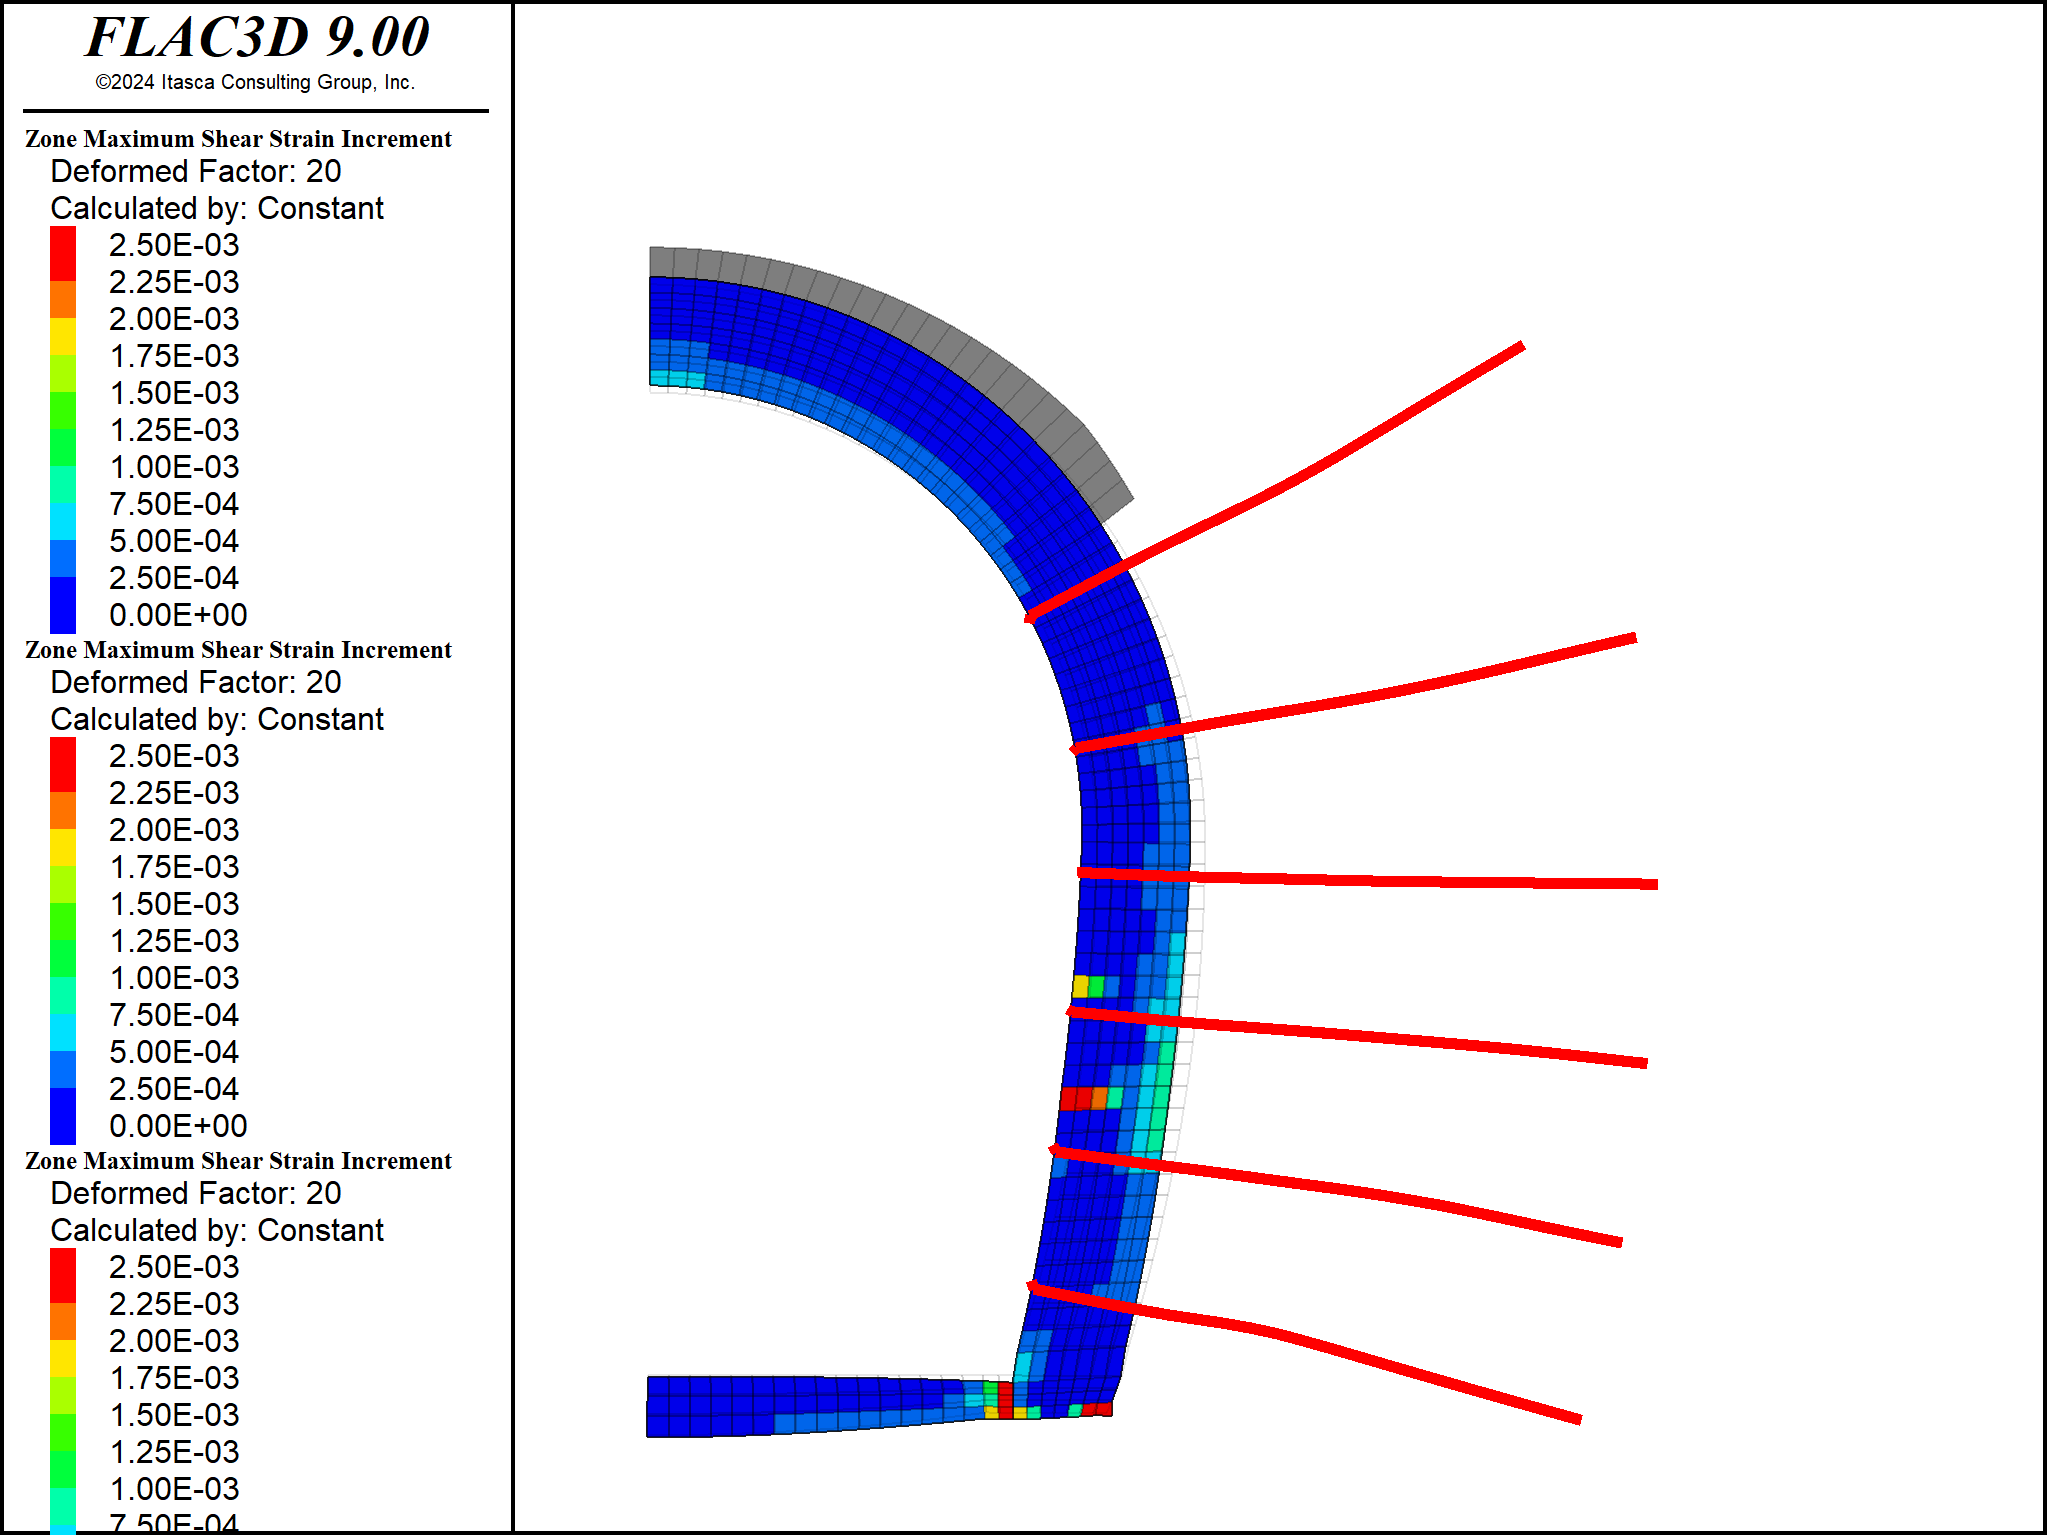 FLAC3D 9.00
©2024 Itasca Consulting Group, Inc.
Zone Maximum Shear Strain Increment
Deformed Factor: 20
Calculated by: Constant
2.50E-03
2.25E-03
2.00E-03
1.75E-03
1.50E-03
1.25E-03
1.00E-03
7.50E-04
5.00E-04
2.50E-04
0.00E+00
Zone Maximum Shear Strain Increment
Deformed Factor: 20
Calculated by: Constant
2.50E-03
2.25E-03
2.00E-03
1.75E-03
1.50E-03
1.25E-03
1.00E-03
7.50E-04
5.00E-04
2.50E-04
0.00E+00
Zone Maximum Shear Strain Increment
Deformed Factor: 20
Calculated by: Constant
2.50E-03
2.25E-03
2.00E-03
1.75E-03
1.50E-03
1.25E-03
1.00E-03
7.50E-04